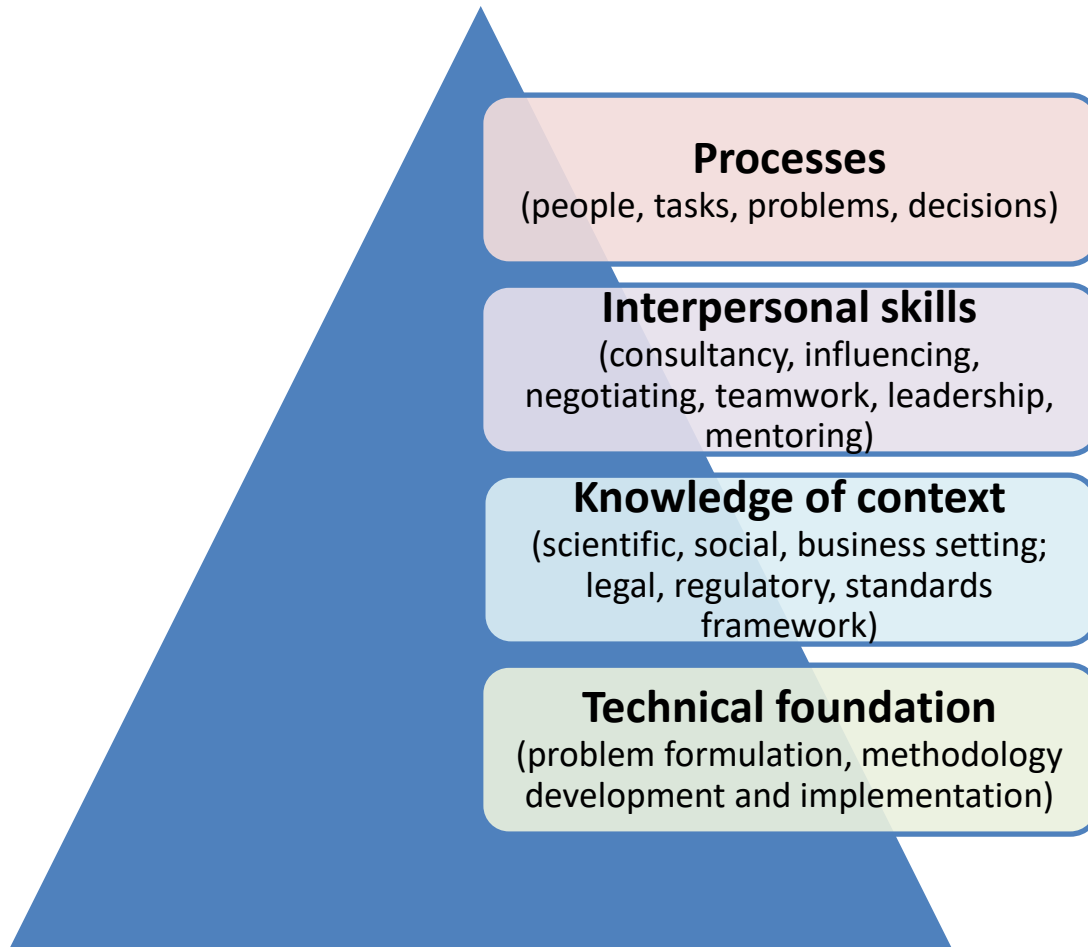 Processes
(people, tasks, problems, decisions)
Interpersonal skills
(consultancy, influencing,
negotiating, teamwork, leadership,
mentoring)
Knowledge of context
(scientific, social, business setting;
legal, regulatory, standards
framework)
Technical foundation
(problem formulation, methodology
development and implementation)